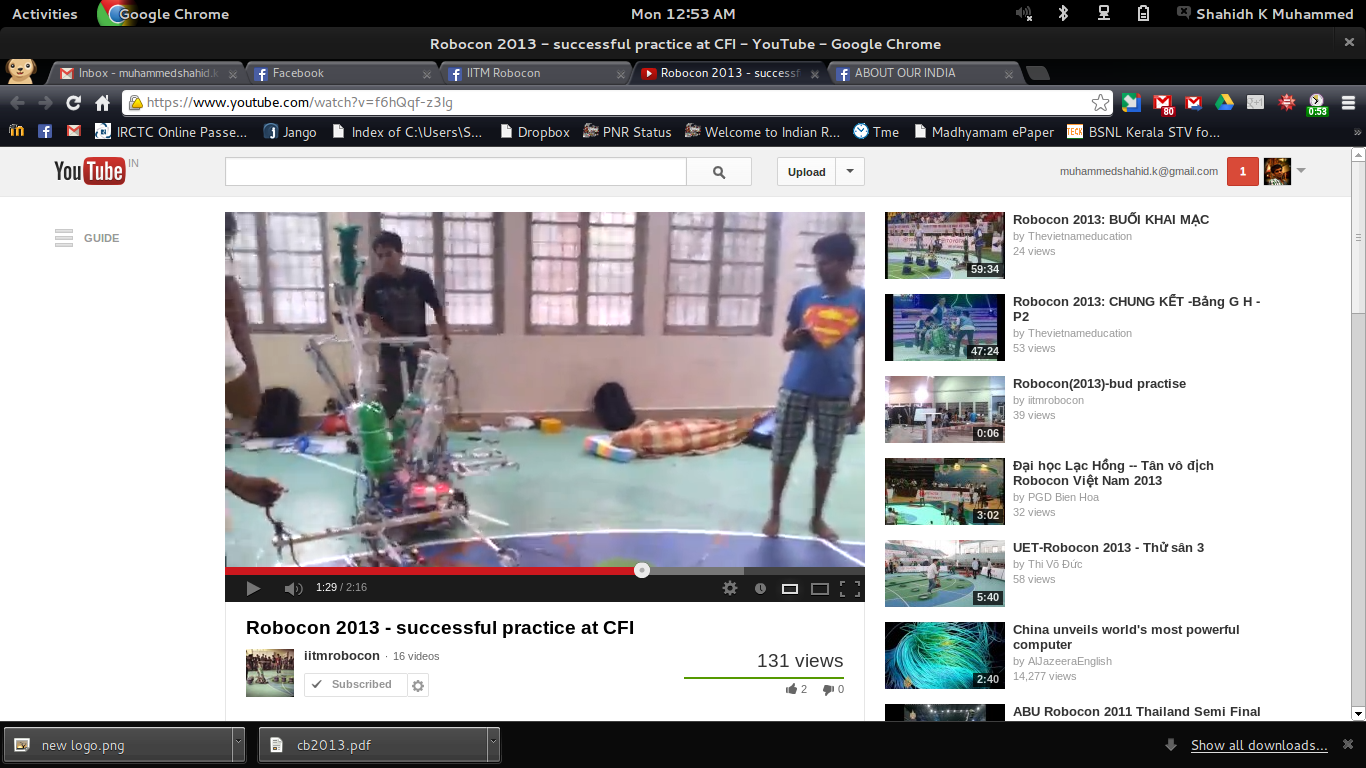 Activities
Google Chrome
Mon 12:53 AM
Shahidh K Muhammed
Robocon 2013 - successful practice at CFI - YouTube - Google Chrome
Inbox - muhammedshahid.k
Facebook
IITM Robocon
Robocon 2013 - successf
ABOUT OUR INDIA
https://www.youtube.com/watch?v=f6hQqf-z3Ig
80
0:53
IRCTC Online Passe...
Jango
Index of C:\Users\S...
Dropbox
PNR Status
Welcome to Indian R...
Tme
Madhyamam ePaper
BSNL Kerala STV fo...
YouTube IN
Upload
muhammedshahid.k@gmail.com
1
GUIDE
1:29 / 2:16
Robocon 2013 - successful practice at CFI
iitmrobocon · 16 videos
Subscribed
131 views
2
0
Robocon 2013: BUỔI KHAI MẠC
by Thevietnameducation
24 views
59:34
Robocon 2013: CHUNG KẾT -Bảng G H -
P2
by Thevietnameducation
53 views
47:24
Robocon(2013)-bud practise
by iitmrobocon
39 views
0:06
Đại học Lạc Hồng -- Tân vô địch
Robocon Việt Nam 2013
by PGD Bien Hoa
32 views
3:02
UET-Robocon 2013 - Thử sân 3
by Thi Võ Đức
58 views
5:40
China unveils world's most powerful
computer
by AlJazeeraEnglish
14,277 views
2:40
ABU Robocon 2011 Thailand Semi Final
new logo.png
cb2013.pdf
Show all downloads...